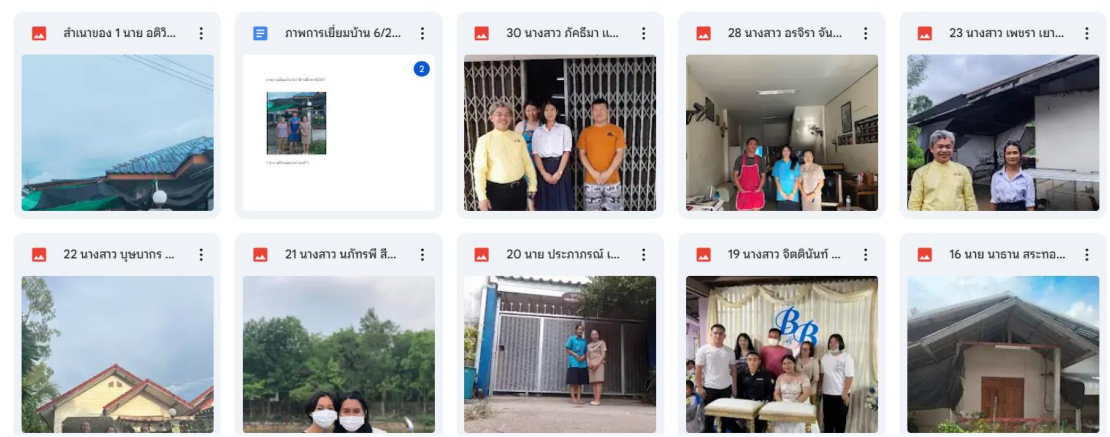 สำเนาของ 1 นาย อติวิ...
ภาพการเยี่ยมบ้าน 6/2...
30 นางสาว ภัคธีมา แ...
28 นางสาว อรจิรา จัน...
23 นางสาว เพชรา เยา...
2
22 นางสาว บุษบากร ...
21 นางสาว นภัทรพี สี...
20 นาย ประภาภรณ์ เ...
19 นางสาว จิตติผันท์ ...
16 นาย นาธาน สระทอ...
BB